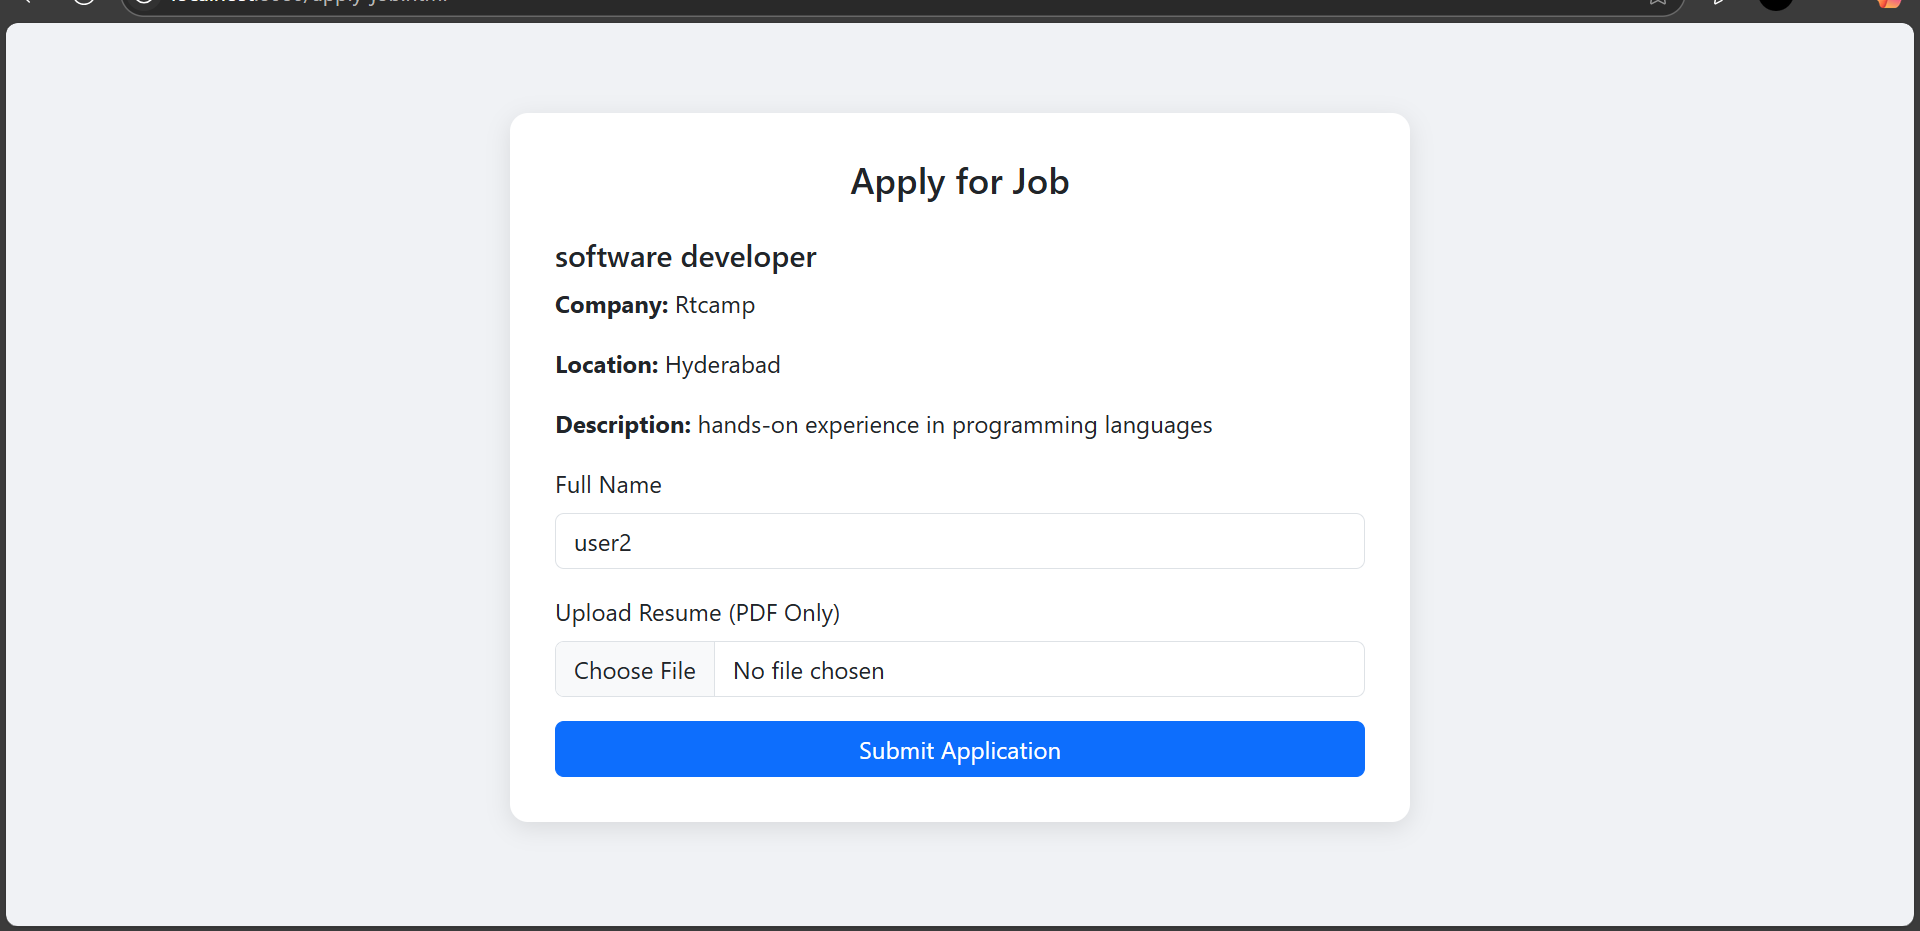 Apply for Job
software developer
Company: Rtcamp
Location: Hyderabad
Description: hands-on experience in programming languages
Full Name
user2
Upload Resume (PDF Only)
Choose File No file chosen
Submit Application